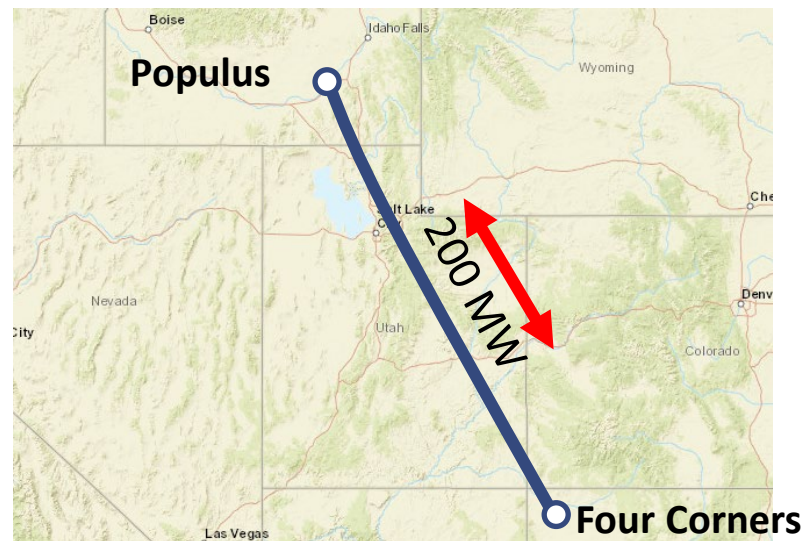 Boise
Idaho Falls
Populus
Wyoming
Che
Salt Lake
City
200 MW
Nevada
Denv
City
Utah
Colorado
Four Corners
Las Vegas